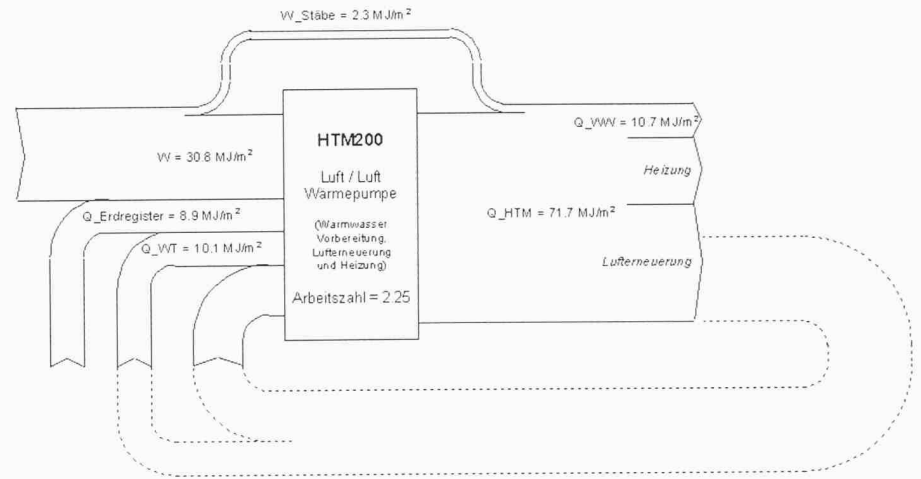 W_Stäbe = 2.3 MJ/m²
HTM200
Luft / Luft
Wärmepumpe
(Warmwasser
Vorbereitung,
Lufterneuerung
und Heizung)
Arbeitszahl = 2.25
W = 30.8 MJ/m²
Q_Erdregister = 8.9 MJ/m²
Q_WT = 10.1 MJ/m²
Q_WW = 10.7 MJ/m²
Heizung
Q_HTM = 71.7 MJ/m²
Lufterneuerung